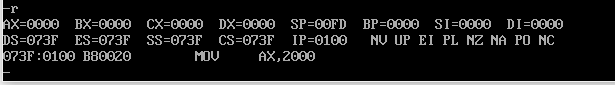 -r
AX=0000 BX=0000 CX=0000 DX=0000 SP=00FD BP=0000 SI=0000 DI=0000
DS=073F ES=073F SS=073F CS=073F IP=0100 NV UP EI PL NZ NA PO NC
073F:0100 B80020 MOV AX,2000
-